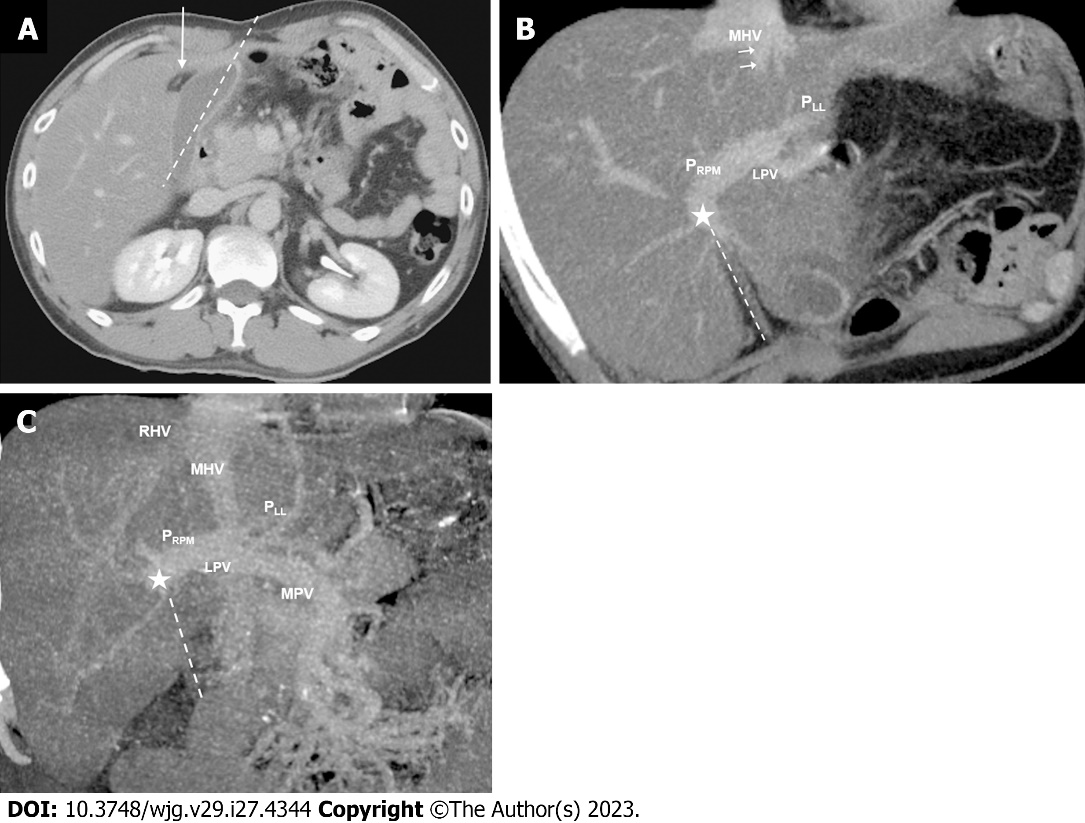 A
B
MHV
PLL
PRPM
LPV
C
RHV
MHV
PLL
PRPM
LPV
MPV
DOI: 10.3748/wjg.v29.i27.4344 Copyright ©The Author(s) 2023.